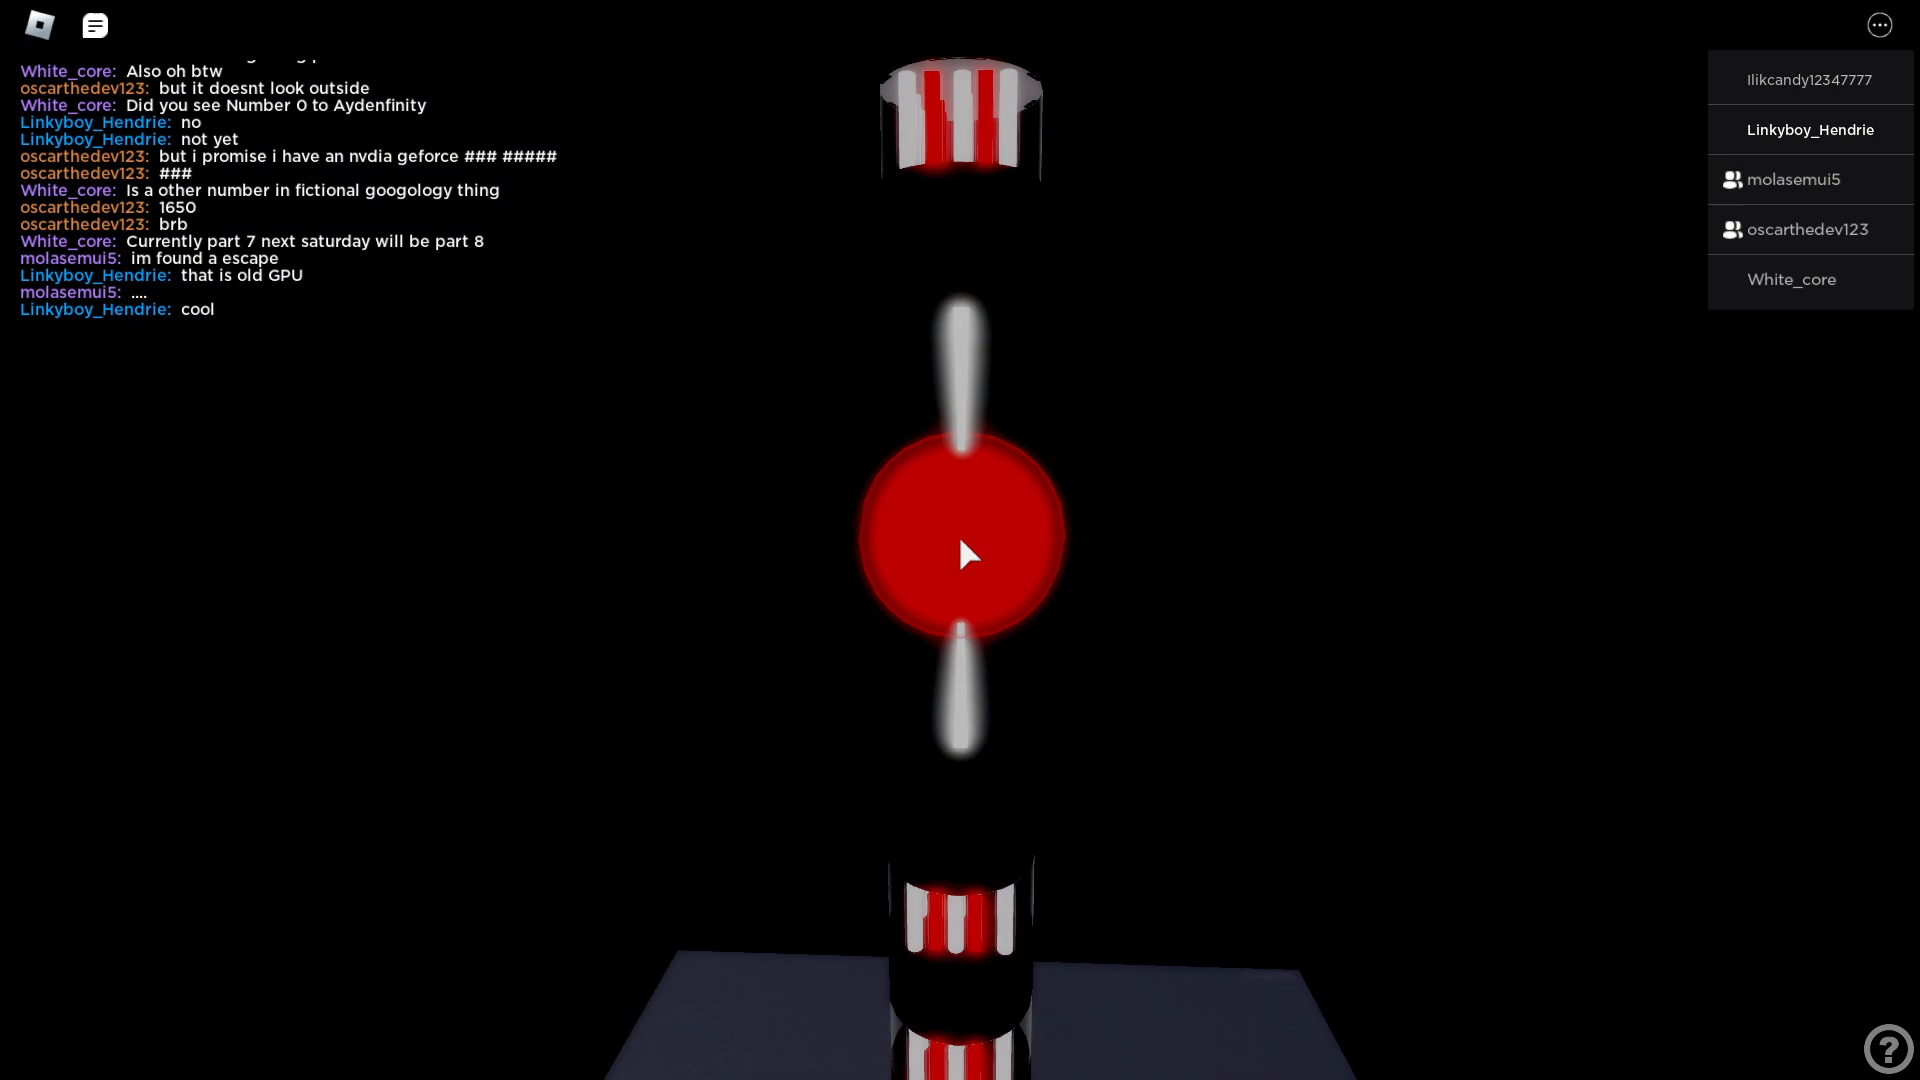 White_core: Also oh btw
oscarthedev123: but it doesnt look outside
White_core: Did you see Number 0 to Aydenfinity
Linkyboy_Hendrie: no
Linkyboy_Hendrie: not yet
oscarthedev123: but i promise i have an nvdia geforce ### #####
oscarthedev123: ###
White_core: Is a other number in fictional googology thing
oscarthedev123: 1650
oscarthedev123: brb
White_core: Currently part 7 next saturday will be part 8
molasemui5: im found a escape
Linkyboy_Hendrie: that is old GPU
molasemui5: ....
Linkyboy_Hendrie: cool
Ilikcandy12347777
Linkyboy_Hendrie
molasemui5
oscarthedev123
White_core
?